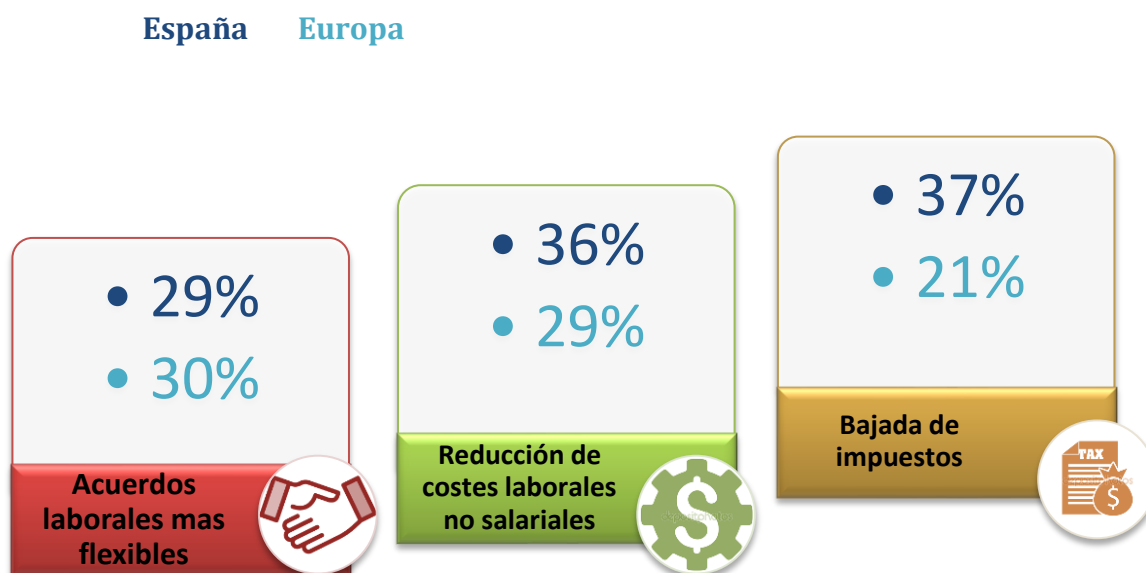 España Europa
• 29%
• 30%
Acuerdos
laborales mas
flexibles
• 36%
• 29%
Reducción de
costes laborales
no salariales
• 37%
• 21%
Bajada de
impuestos
TAX
$
$